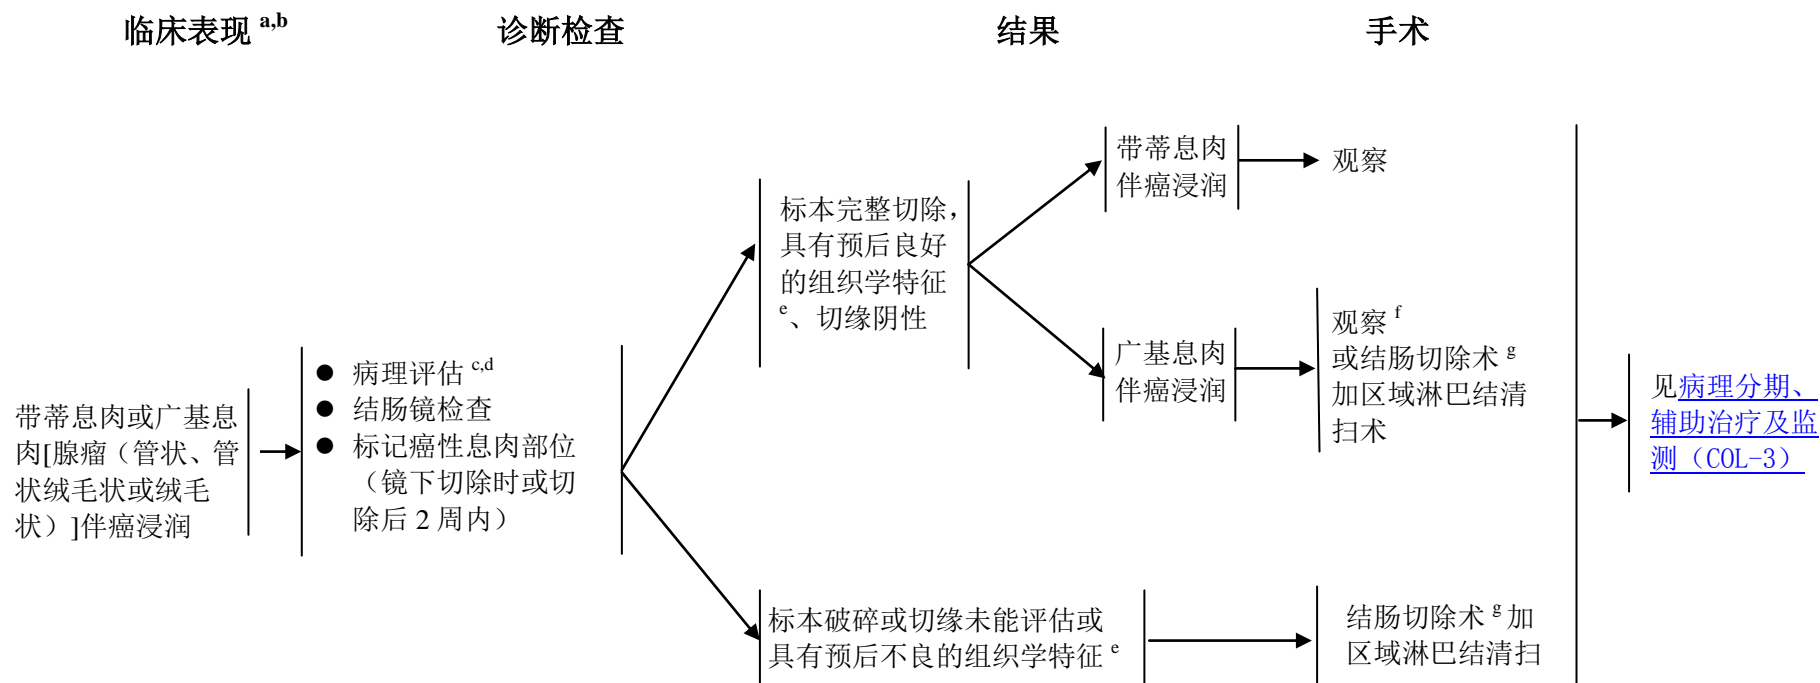 临床表现 a,b
诊断检查
结果
手术
带蒂息肉或广基息
肉[腺瘤（管状、管
状绒毛状或绒毛
状）]伴癌浸润
● 病理评估 c,d
● 结肠镜检查
● 标记癌性息肉部位
（镜下切除时或切
除后 2 周内）
标本完整切除，
具有预后良好
的组织学特征
e、切缘阴性
带蒂息肉
伴癌浸润
观察
广基息肉
伴癌浸润
观察 f
或结肠切除术 g
加区域淋巴结清
扫术
标本破碎或切缘未能评估或
具有预后不良的组织学特征 e
结肠切除术 g 加
区域淋巴结清扫
见病理分期、
辅助治疗及监
测（COL-3）